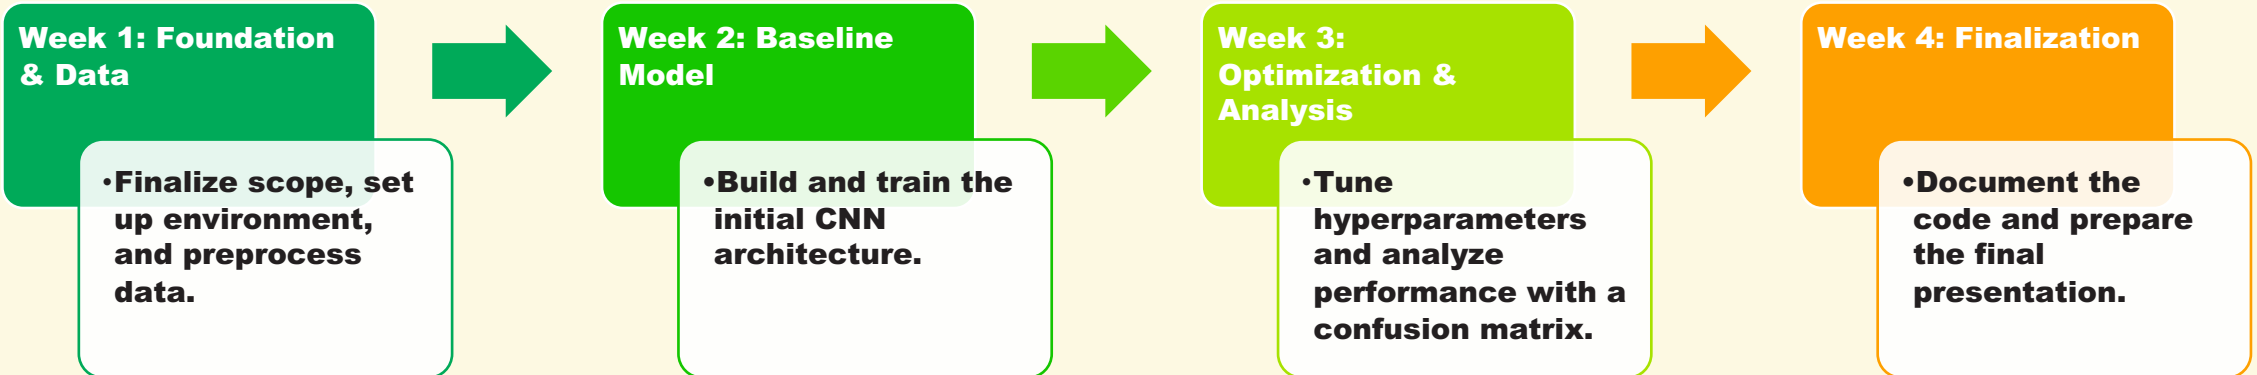 Week 1: Foundation
& Data
•Finalize scope, set
up environment,
and preprocess
data.
Week 2: Baseline
Model
•Build and train the
initial CNN
architecture.
Week 3:
Optimization &
Analysis
•Tune
hyperparameters
and analyze
performance with a
confusion matrix.
Week 4: Finalization
•Document the
code and prepare
the final
presentation.